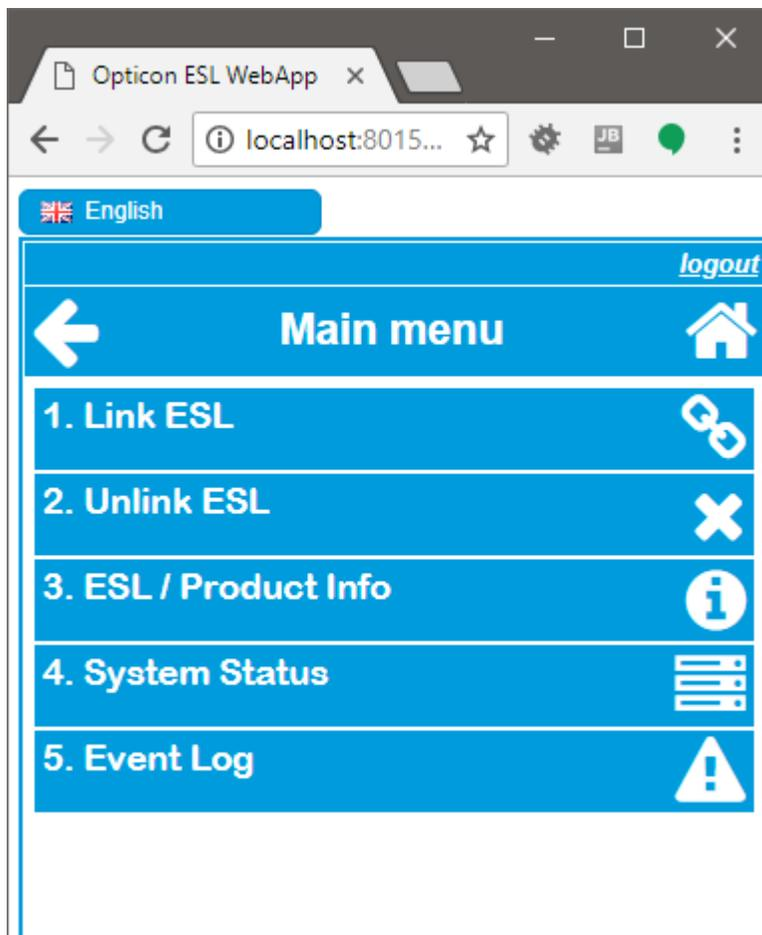 Opticon ESL WebApp
localhost:8015...
JB
English
logout
Main menu
1. Link ESL
2. Unlink ESL
3. ESL / Product Info
4. System Status
5. Event Log